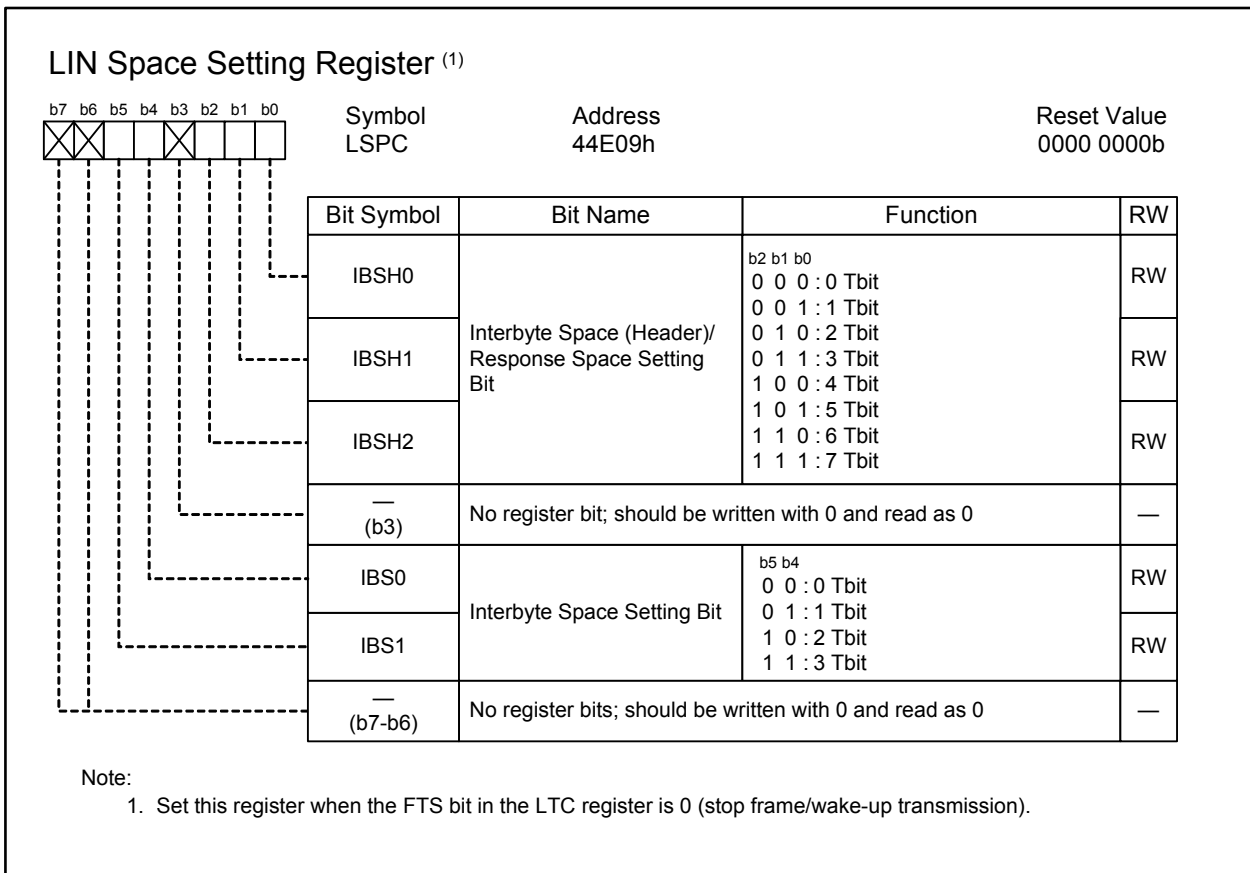 LIN Space Setting Register (1)
b7 b6 b5 b4 b3 b2 b1 b0
Symbol Address Reset Value
LSPC 44E09h 0000 0000b
Bit Symbol Bit Name Function RW
IBSH0 RW
IBSH1 RW
IBSH2 RW
Interbyte Space (Header)/
Response Space Setting
Bit
b2 b1 b0
0 0 0 : 0 Tbit
0 0 1 : 1 Tbit
0 1 0 : 2 Tbit
0 1 1 : 3 Tbit
1 0 0 : 4 Tbit
1 0 1 : 5 Tbit
1 1 0 : 6 Tbit
1 1 1 : 7 Tbit
—
(b3) No register bit; should be written with 0 and read as 0 —
IBS0 RW
IBS1 RW
Interbyte Space Setting Bit
b5 b4
0 0 : 0 Tbit
0 1 : 1 Tbit
1 0 : 2 Tbit
1 1 : 3 Tbit
—
(b7-b6) No register bits; should be written with 0 and read as 0 —
Note:
1. Set this register when the FTS bit in the LTC register is 0 (stop frame/wake-up transmission).